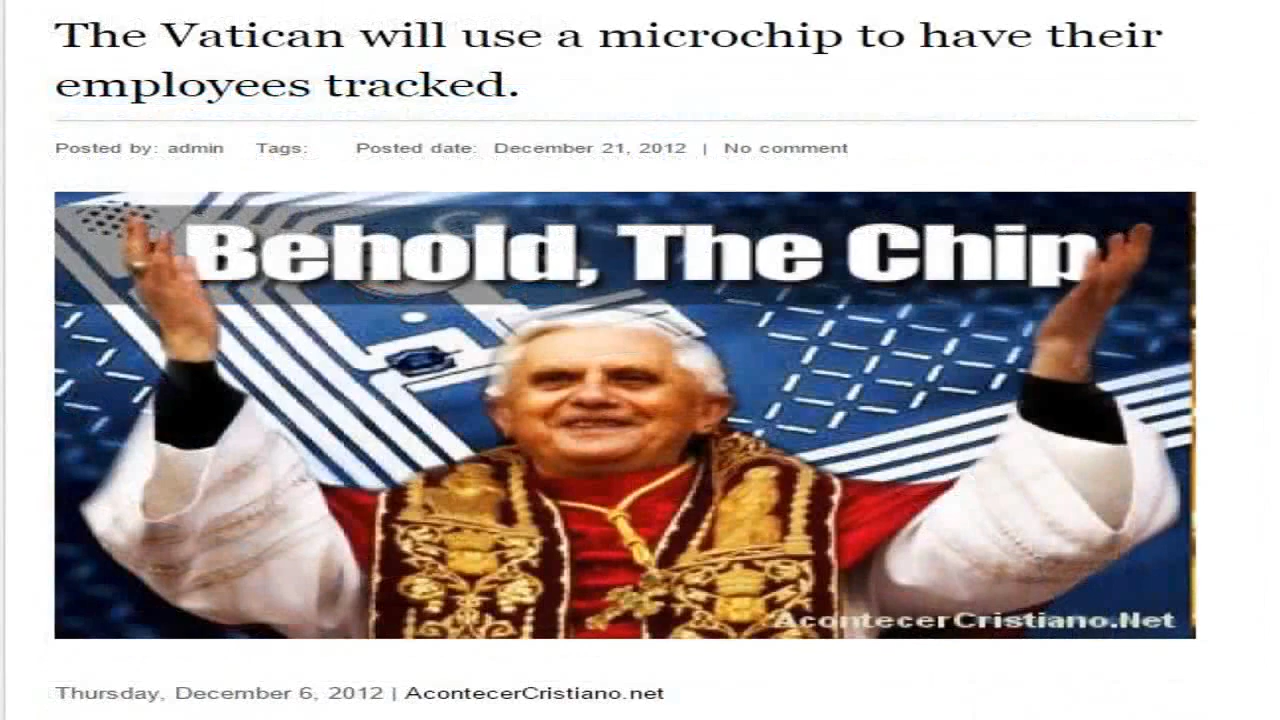 The Vatican will use a microchip to have their
employees tracked.
Posted by: admin Tags: Posted date: December 21, 2012 | No comment
Behold, The Chip
AcontecerCristiano.Net
Thursday, December 6, 2012 | AcontecerCristiano.net